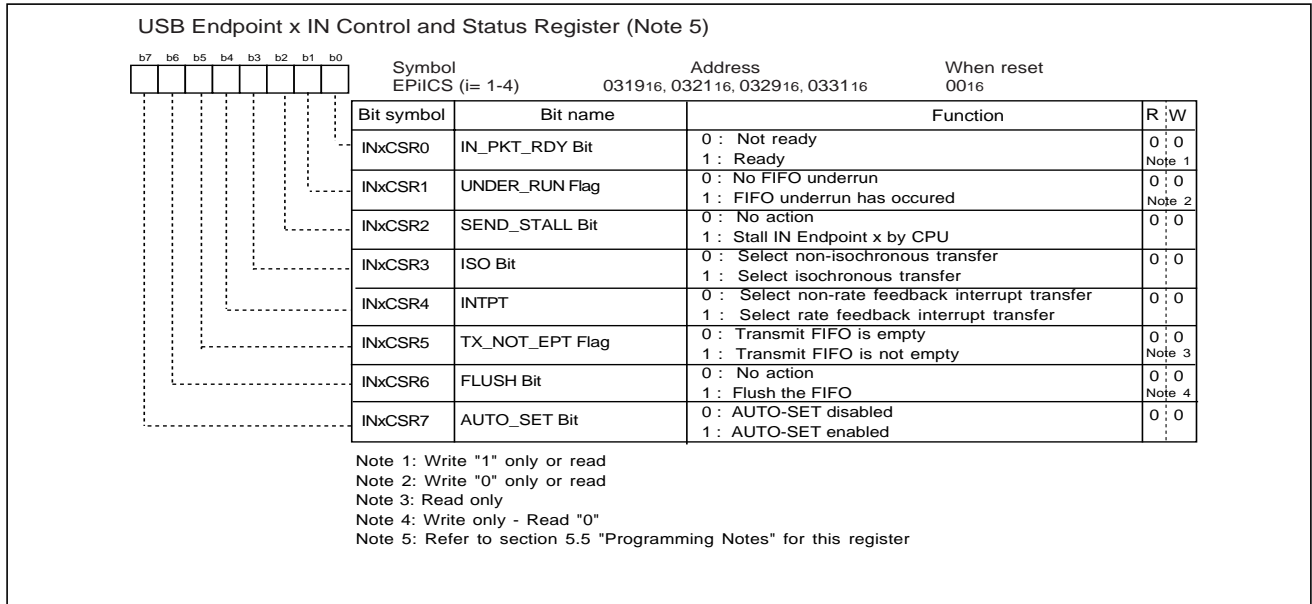 USB Endpoint x IN Control and Status Register (Note 5)
b7 b6 b5 b4 b3 b2 b1 b0
Symbol Address When reset
EPiICS (i= 1-4) 031916, 032116, 032916, 033116 0016
Bit symbol Bit name Function R W
INxCSR0 IN_PKT_RDY Bit 0 : Not ready 0 0
1 : Ready Note 1
INxCSR1 UNDER_RUN Flag 0 : No FIFO underrun 0 0
1 : FIFO underrun has occured Note 2
INxCSR2 SEND_STALL Bit 0 : No action 0 0
1 : Stall IN Endpoint x by CPU
INxCSR3 ISO Bit 0 : Select non-isochronous transfer 0 0
1 : Select isochronous transfer
INxCSR4 INTPT 0 : Select non-rate feedback interrupt transfer 0 0
1 : Select rate feedback interrupt transfer
INxCSR5 TX_NOT_EPT Flag 0 : Transmit FIFO is empty 0 0
1 : Transmit FIFO is not empty Note 3
INxCSR6 FLUSH Bit 0 : No action 0 0
1 : Flush the FIFO Note 4
INxCSR7 AUTO_SET Bit 0 : AUTO-SET disabled 0 0
1 : AUTO-SET enabled
Note 1: Write "1" only or read
Note 2: Write "0" only or read
Note 3: Read only
Note 4: Write only - Read "0"
Note 5: Refer to section 5.5 "Programming Notes" for this register